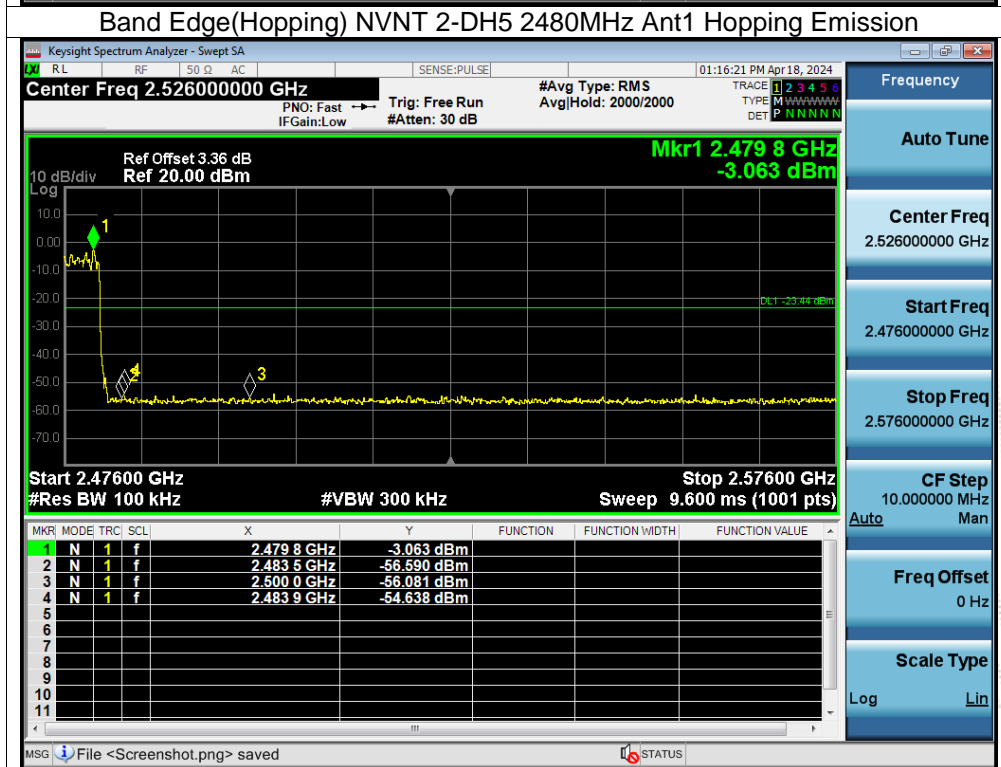 Band Edge(Hopping) NVNT 2-DH5 2480MHz Ant1 Hopping Emission
Keysight Spectrum Analyzer - Swept SA
LXI RL RF 50 Ω AC SENSE:PULSE 01:16:21 PM Apr 18, 2024
Center Freq 2.526000000 GHz #Avg Type: RMS TRACE 1 2 3 4 5 6
PNO: Fast Trig: Free Run Avg|Hold: 2000/2000 TYPE M WWWWW
IFGain:Low #Atten: 30 dB DET P N N N N N
Mkr1 2.479 8 GHz
-3.063 dBm
Ref Offset 3.36 dB
10 dB/div Ref 20.00 dBm
Log
10.0
0.00
-10.0
-20.0
-30.0
-40.0
-50.0
-60.0
-70.0
1
2
4
3
DL1 -23.44 dBm
Start 2.47600 GHz Stop 2.57600 GHz
#Res BW 100 kHz #VBW 300 kHz Sweep 9.600 ms (1001 pts)
MKR MODE TRC SCL X Y FUNCTION FUNCTION WIDTH FUNCTION VALUE
1 N 1 f 2.479 8 GHz -3.063 dBm
2 N 1 f 2.483 5 GHz -56.590 dBm
3 N 1 f 2.500 0 GHz -56.081 dBm
4 N 1 f 2.483 9 GHz -54.638 dBm
5
6
7
8
9
10
11
MSG File <Screenshot.png> saved STATUS
Frequency
Auto Tune
Center Freq
2.526000000 GHz
Start Freq
2.476000000 GHz
Stop Freq
2.576000000 GHz
CF Step
10.000000 MHz
Auto Man
Freq Offset
0 Hz
Scale Type
Log Lin